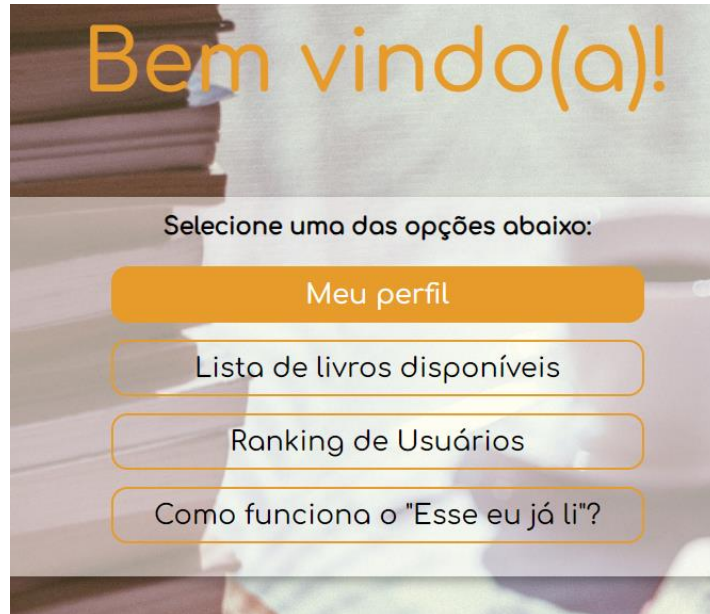 Bem vindo(a)!
Selecione uma das opções abaixo:
Meu perfil
Lista de livros disponíveis
Ranking de Usuários
Como funciona o "Esse eu já li"?